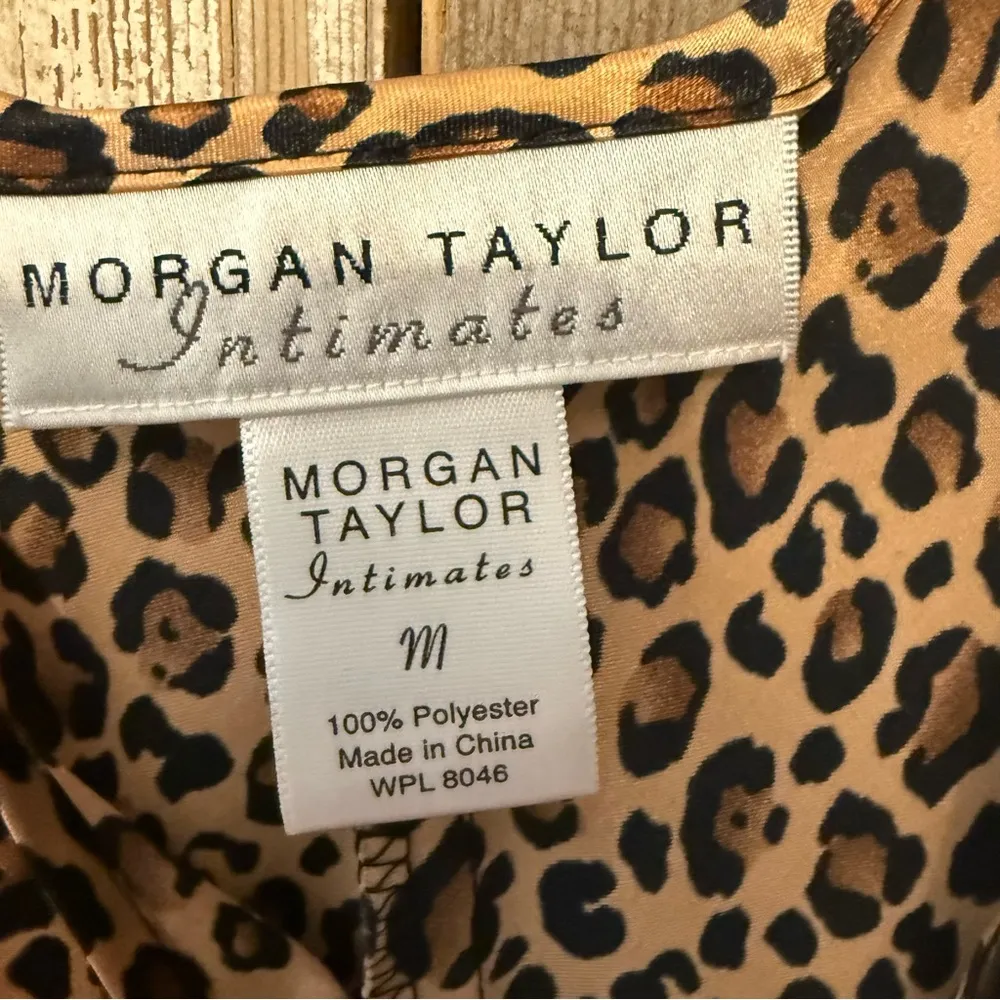 MORGAN TAYLOR
Intimates
MORGAN
TAYLOR
Intimates
M
100% Polyester
Made in China
WPL 8046